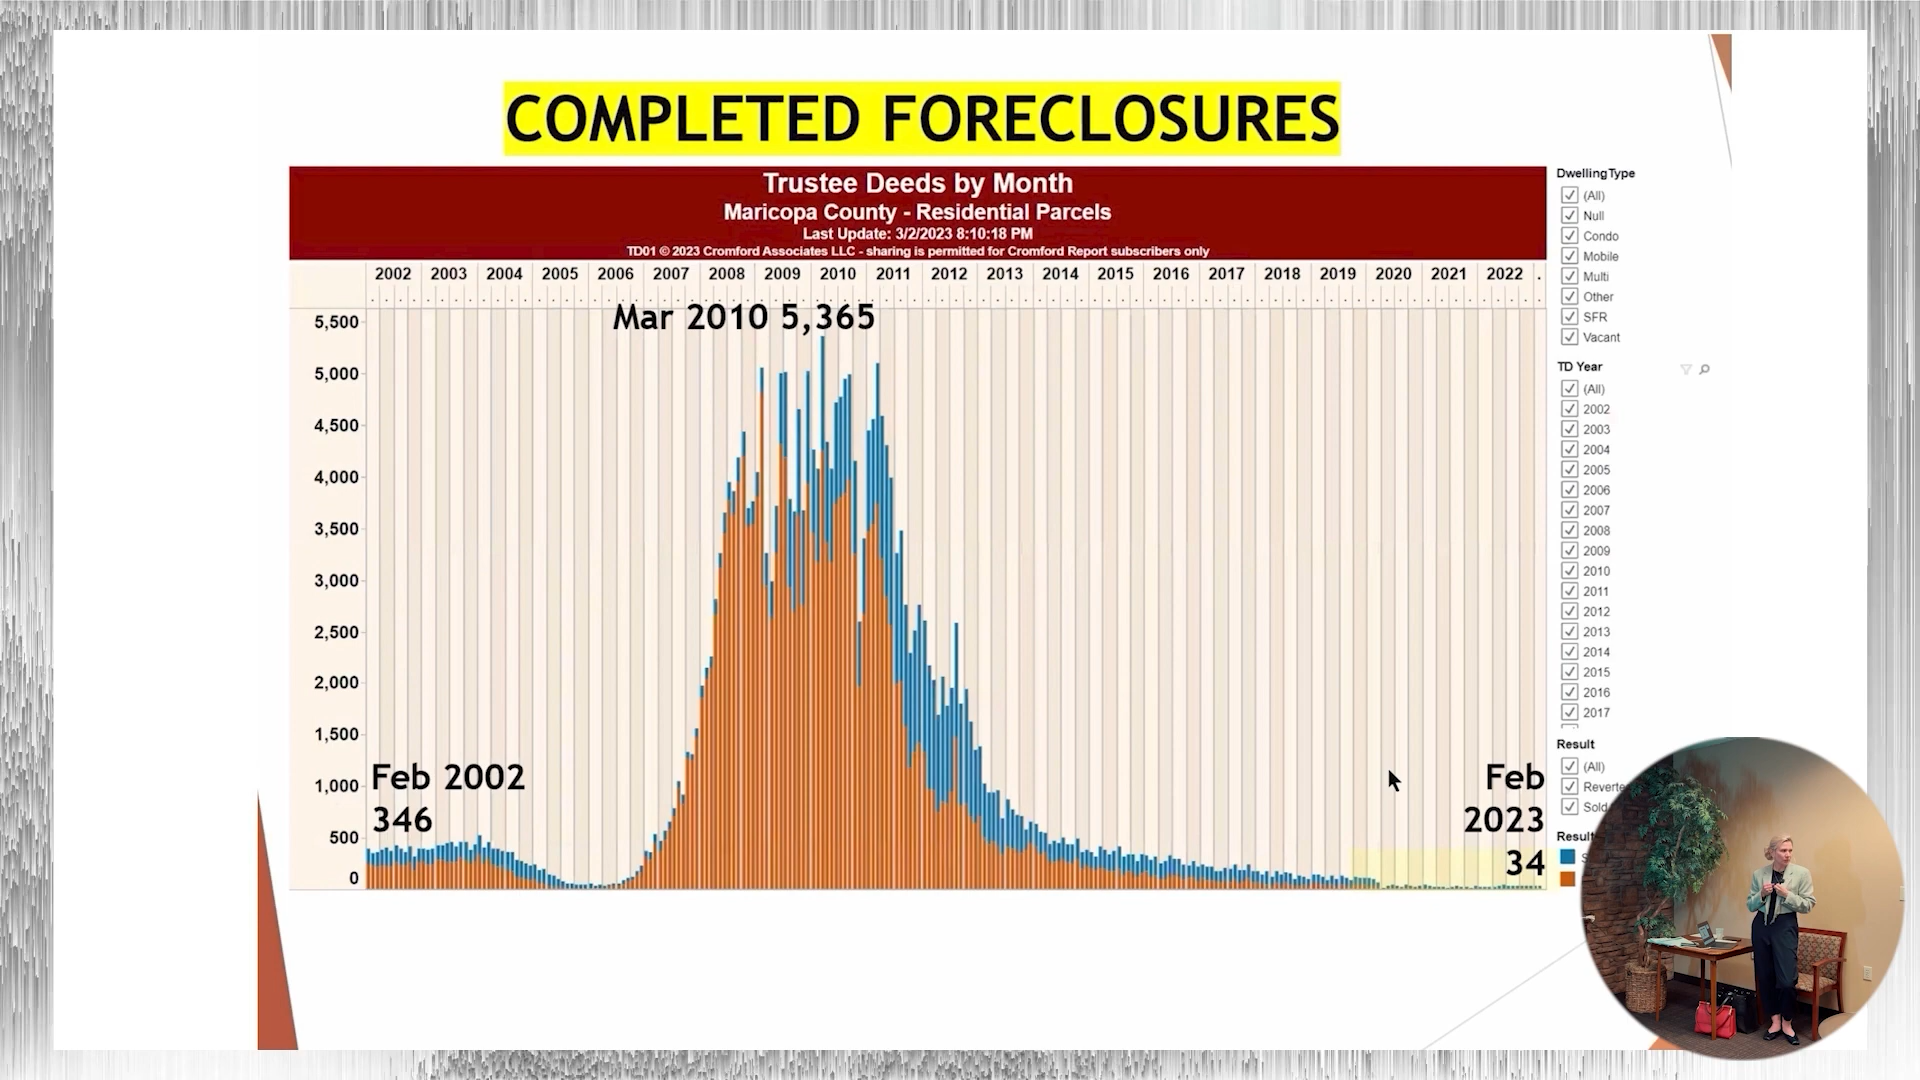 COMPLETED FORECLOSURES
Trustee Deeds by Month
Maricopa County - Residential Parcels
Last Update: 3/2/2023 8:10:18 PM
TD01 © 2023 Cromford Associates LLC - sharing is permitted for Cromford Report subscribers only
2002 2003 2004 2005 2006 2007 2008 2009 2010 2011 2012 2013 2014 2015 2016 2017 2018 2019 2020 2021 2022
Mar 2010 5,365
5,500
5,000
4,500
4,000
3,500
3,000
2,500
2,000
1,500
1,000
500
0
Feb 2002
346
Feb
2023
34
DwellingType
(All)
Null
Condo
Mobile
Multi
Other
SFR
Vacant
TD Year
(All)
2002
2003
2004
2005
2006
2007
2008
2009
2010
2011
2012
2013
2014
2015
2016
2017
Result
(All)
Reverte
Sold
Result